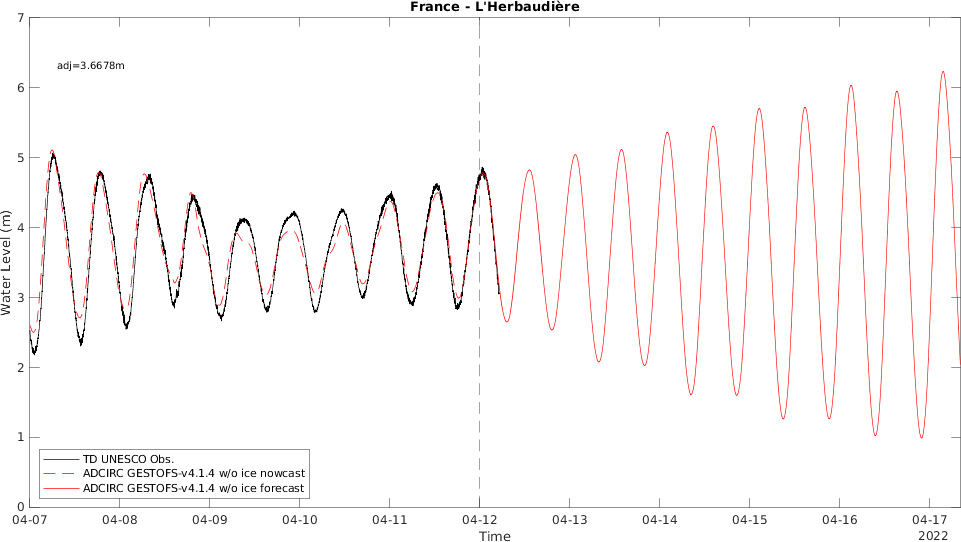 France - L'Herbaudière
7
adj=3.6678m
6
5
4
3
2
1
0
Water Level (m)
TD UNESCO Obs.
ADCIRC GESTOFS-v4.1.4 w/o ice nowcast
ADCIRC GESTOFS-v4.1.4 w/o ice forecast
04-07 04-08 04-09 04-10 04-11 04-12 04-13 04-14 04-15 04-16 04-17
Time
2022